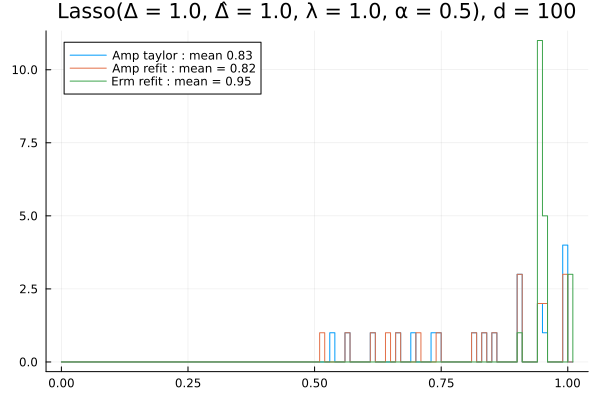 Lasso(Δ = 1.0, Δ̂ = 1.0, λ = 1.0, α = 0.5), d = 100
Amp taylor : mean 0.83
Amp refit : mean = 0.82
Erm refit : mean = 0.95
10.0
7.5
5.0
2.5
0.0
0.00 0.25 0.50 0.75 1.00